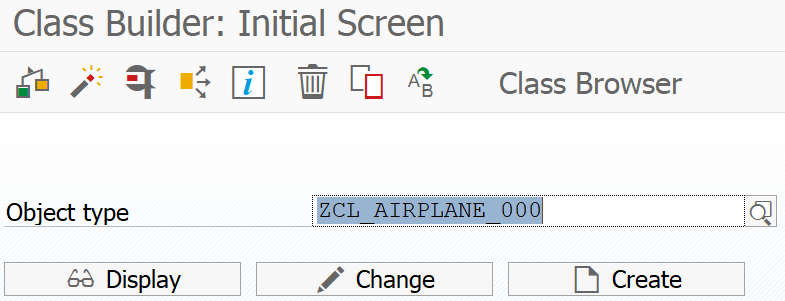 Class Builder: Initial Screen
i A B Class Browser
Object type ZCL_AIRPLANE_000
Display Change Create